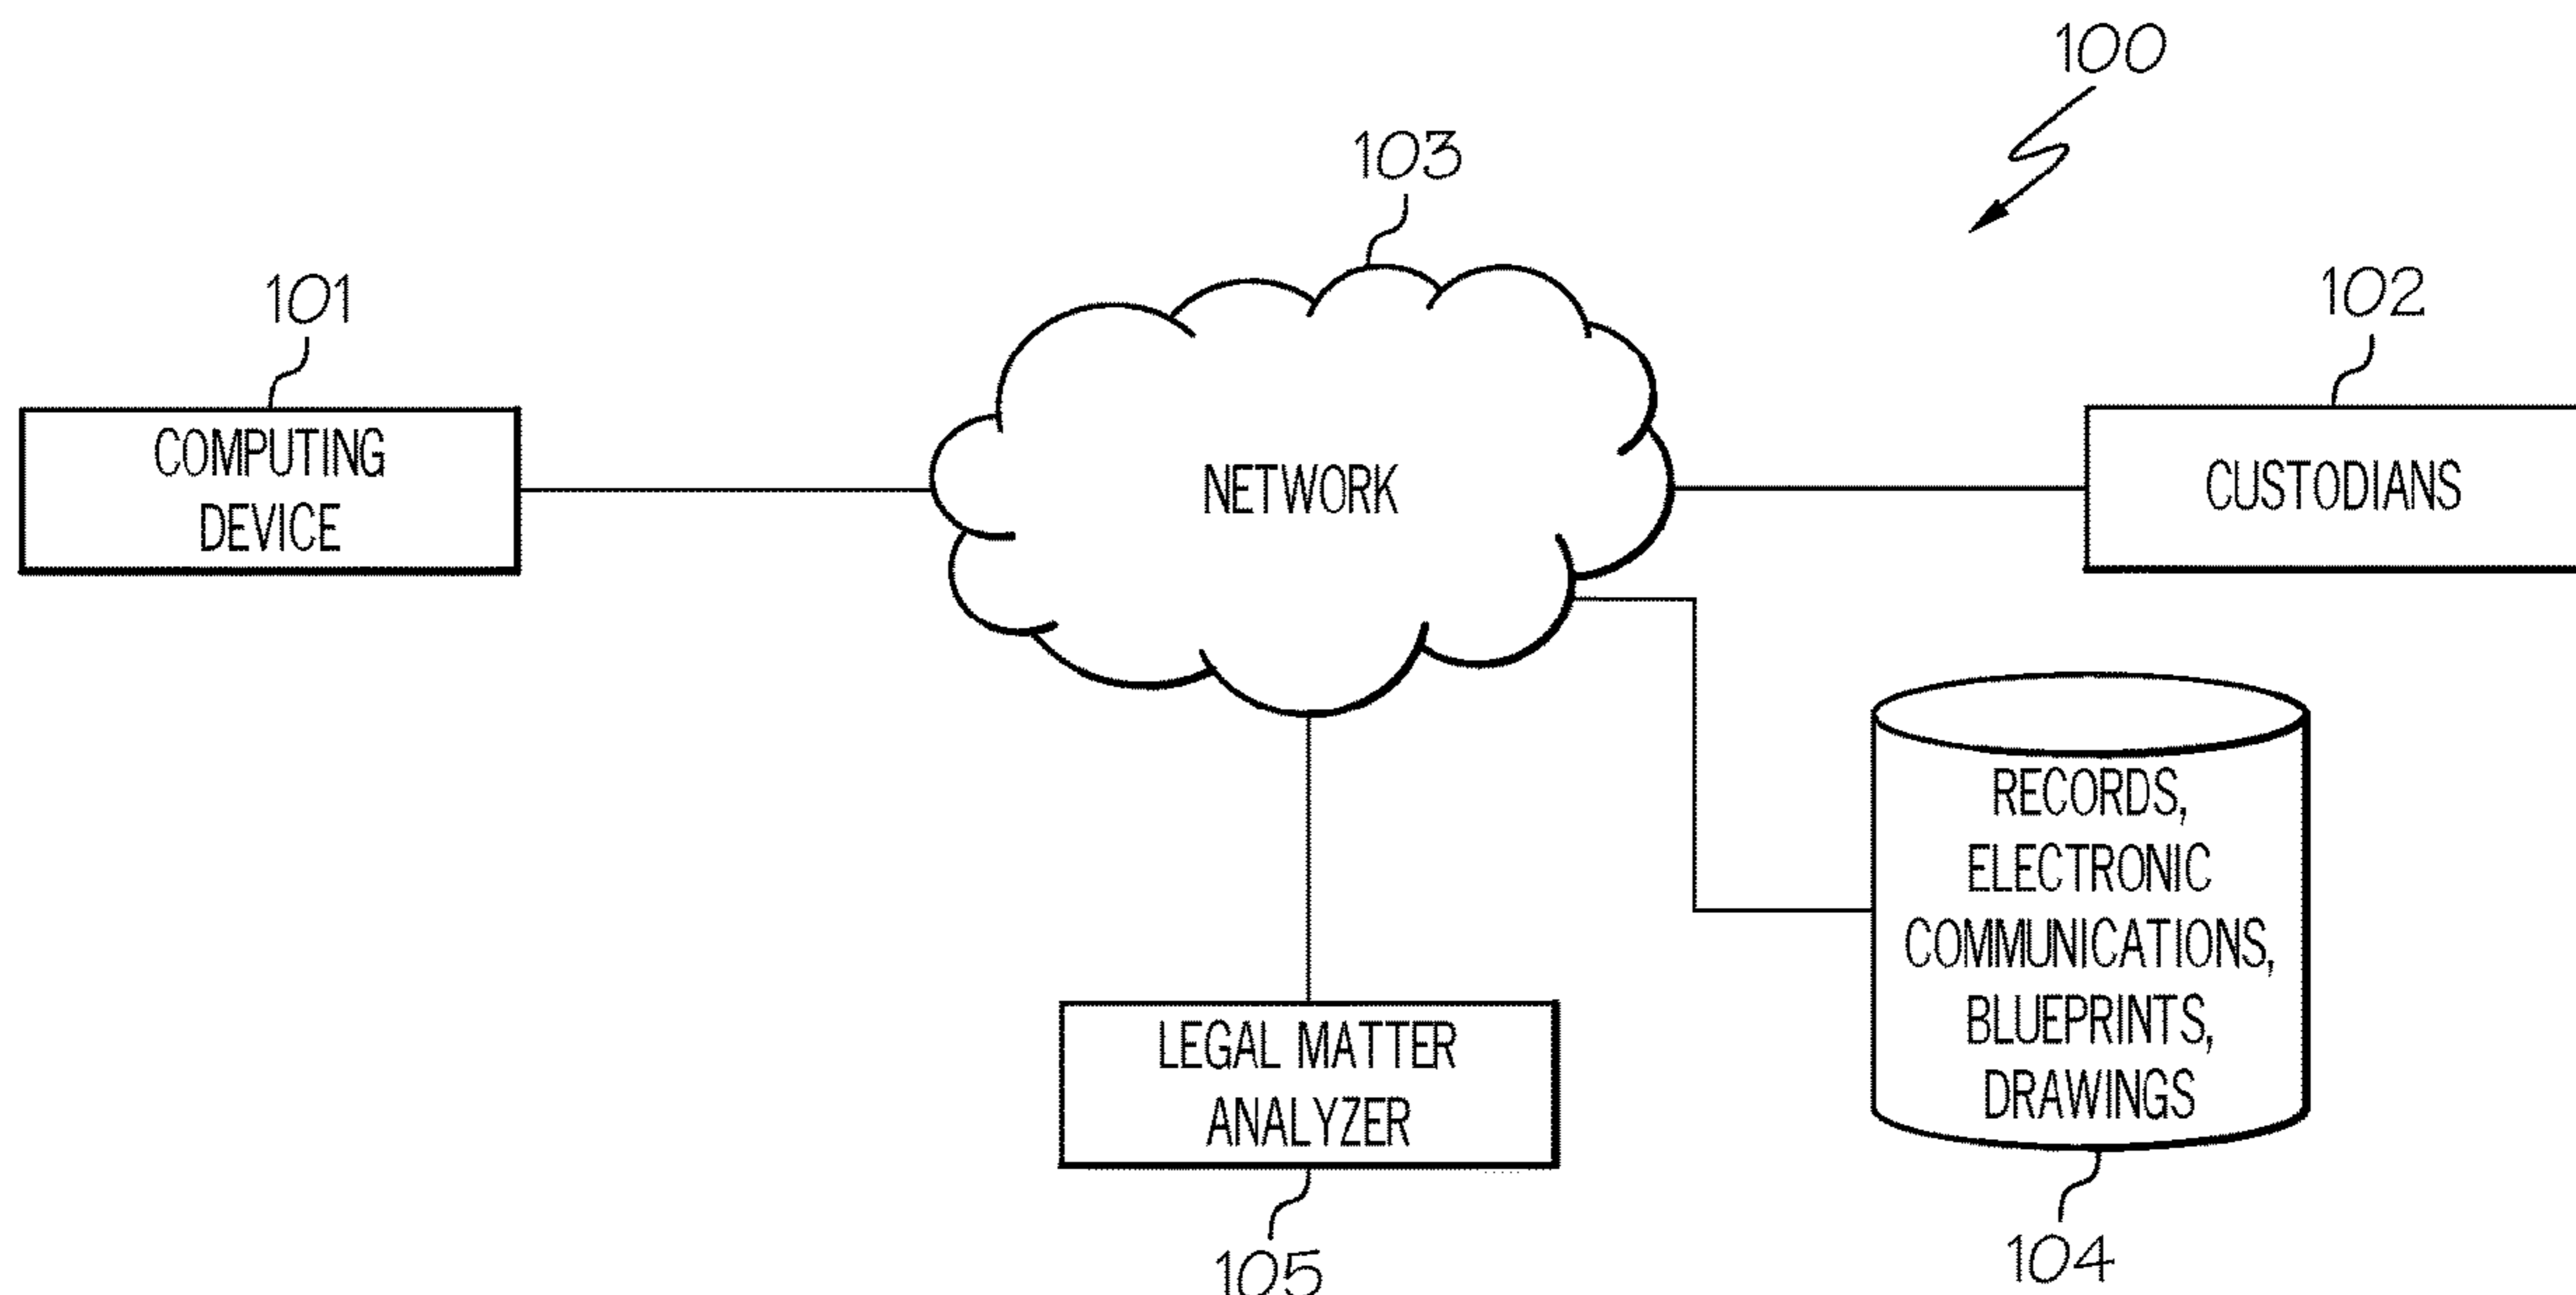 100
103
101
102
COMPUTING
DEVICE
NETWORK
CUSTODIANS
RECORDS,
ELECTRONIC
COMMUNICATIONS,
BLUEPRINTS,
DRAWINGS
LEGAL MATTER
ANALYZER
105
104